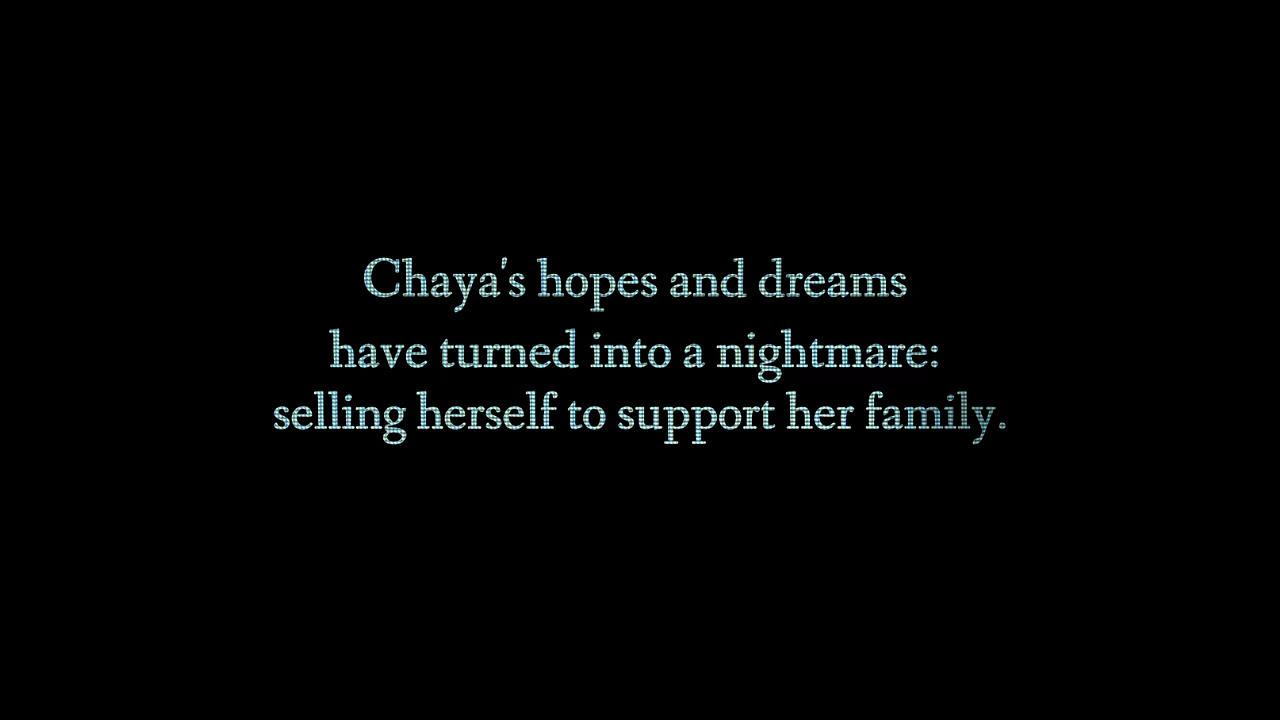 Chaya's hopes and dreams
have turned into a nightmare:
selling herself to support her family.